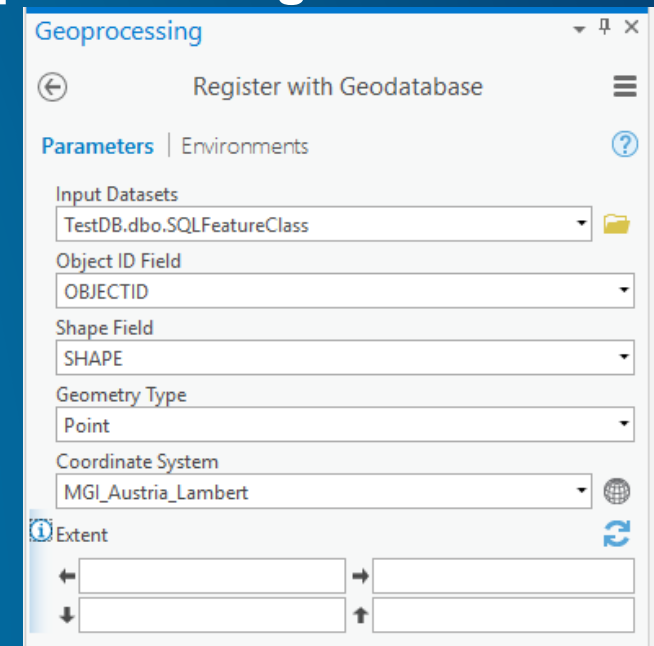 Geoprocessing
Register with Geodatabase
Parameters | Environments
Input Datasets
TestDB.dbo.SQLFeatureClass
Object ID Field
OBJECTID
Shape Field
SHAPE
Geometry Type
Point
Coordinate System
MGI_Austria_Lambert
Extent